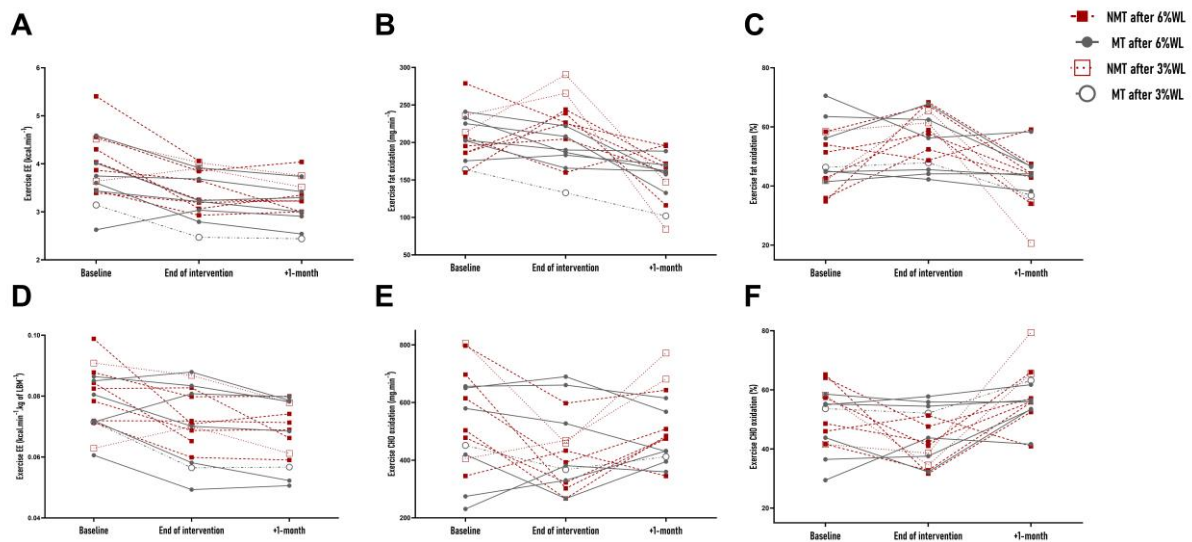 A
B
C
NMT after 6%WL
MT after 6%WL
NMT after 3%WL
MT after 3%WL
Exercise EE (kcal.min⁻¹)
6
5
4
3
2
Baseline
End of intervention
+1-month
Exercise fat oxidation (mg.min⁻¹)
300
250
200
150
100
50
Baseline
End of intervention
+1-month
Exercise fat oxidation (%)
80
60
40
20
Baseline
End of intervention
+1-month
D
E
F
Exercise EE (kcal.min⁻¹.kg of LBM⁻¹)
0.10
0.08
0.06
0.04
Baseline
End of intervention
+1-month
Exercise CHO oxidation (mg.min⁻¹)
800
600
400
200
Baseline
End of intervention
+1-month
Exercise CHO oxidation (%)
80
60
40
20
Baseline
End of intervention
+1-month